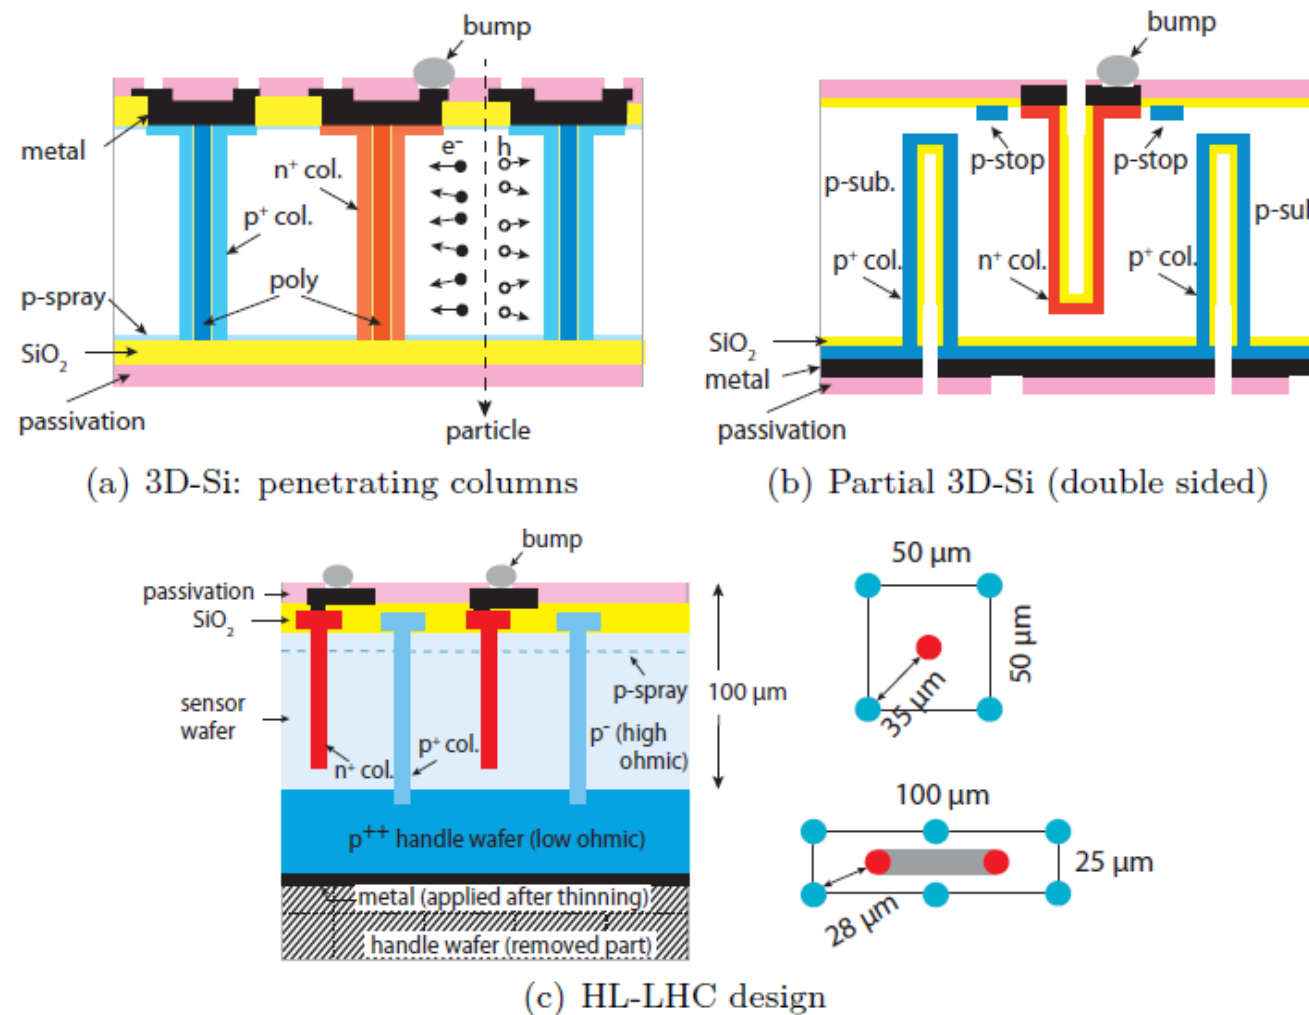 bump
metal
n⁺ col.
p⁺ col.
e⁻
h
poly
p-spray
SiO₂
passivation
particle
(a) 3D-Si: penetrating columns
bump
p-stop
p-stop
p-sub.
p-sul
p⁺ col.
n⁺ col.
p⁺ col.
SiO₂
metal
passivation
(b) Partial 3D-Si (double sided)
bump
passivation
SiO₂
p-spray
100 µm
sensor
wafer
n⁺ col.
p⁺ col.
p⁻ (high
ohmic)
p⁺⁺ handle wafer (low ohmic)
metal (applied after thinning)
handle wafer (removed part)
50 µm
50 µm
35 µm
100 µm
25 µm
28 µm
(c) HL-LHC design